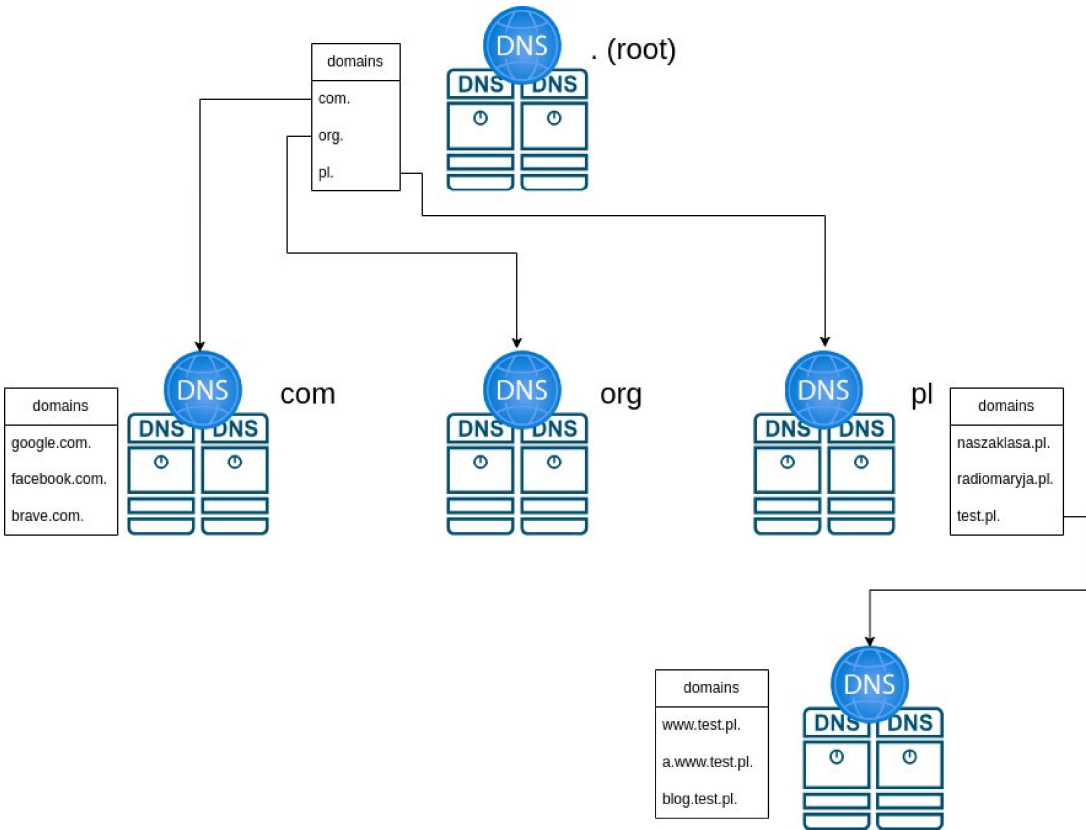 DNS
. (root)
DNS DNS
domains
com.
org.
pl.
DNS
com
DNS DNS
domains
google.com.
facebook.com.
brave.com.
DNS
org
DNS DNS
DNS
pl
DNS DNS
domains
naszaklasa.pl.
radiomaryja.pl.
test.pl.
DNS
DNS DNS
domains
www.test.pl.
a.www.test.pl.
blog.test.pl.